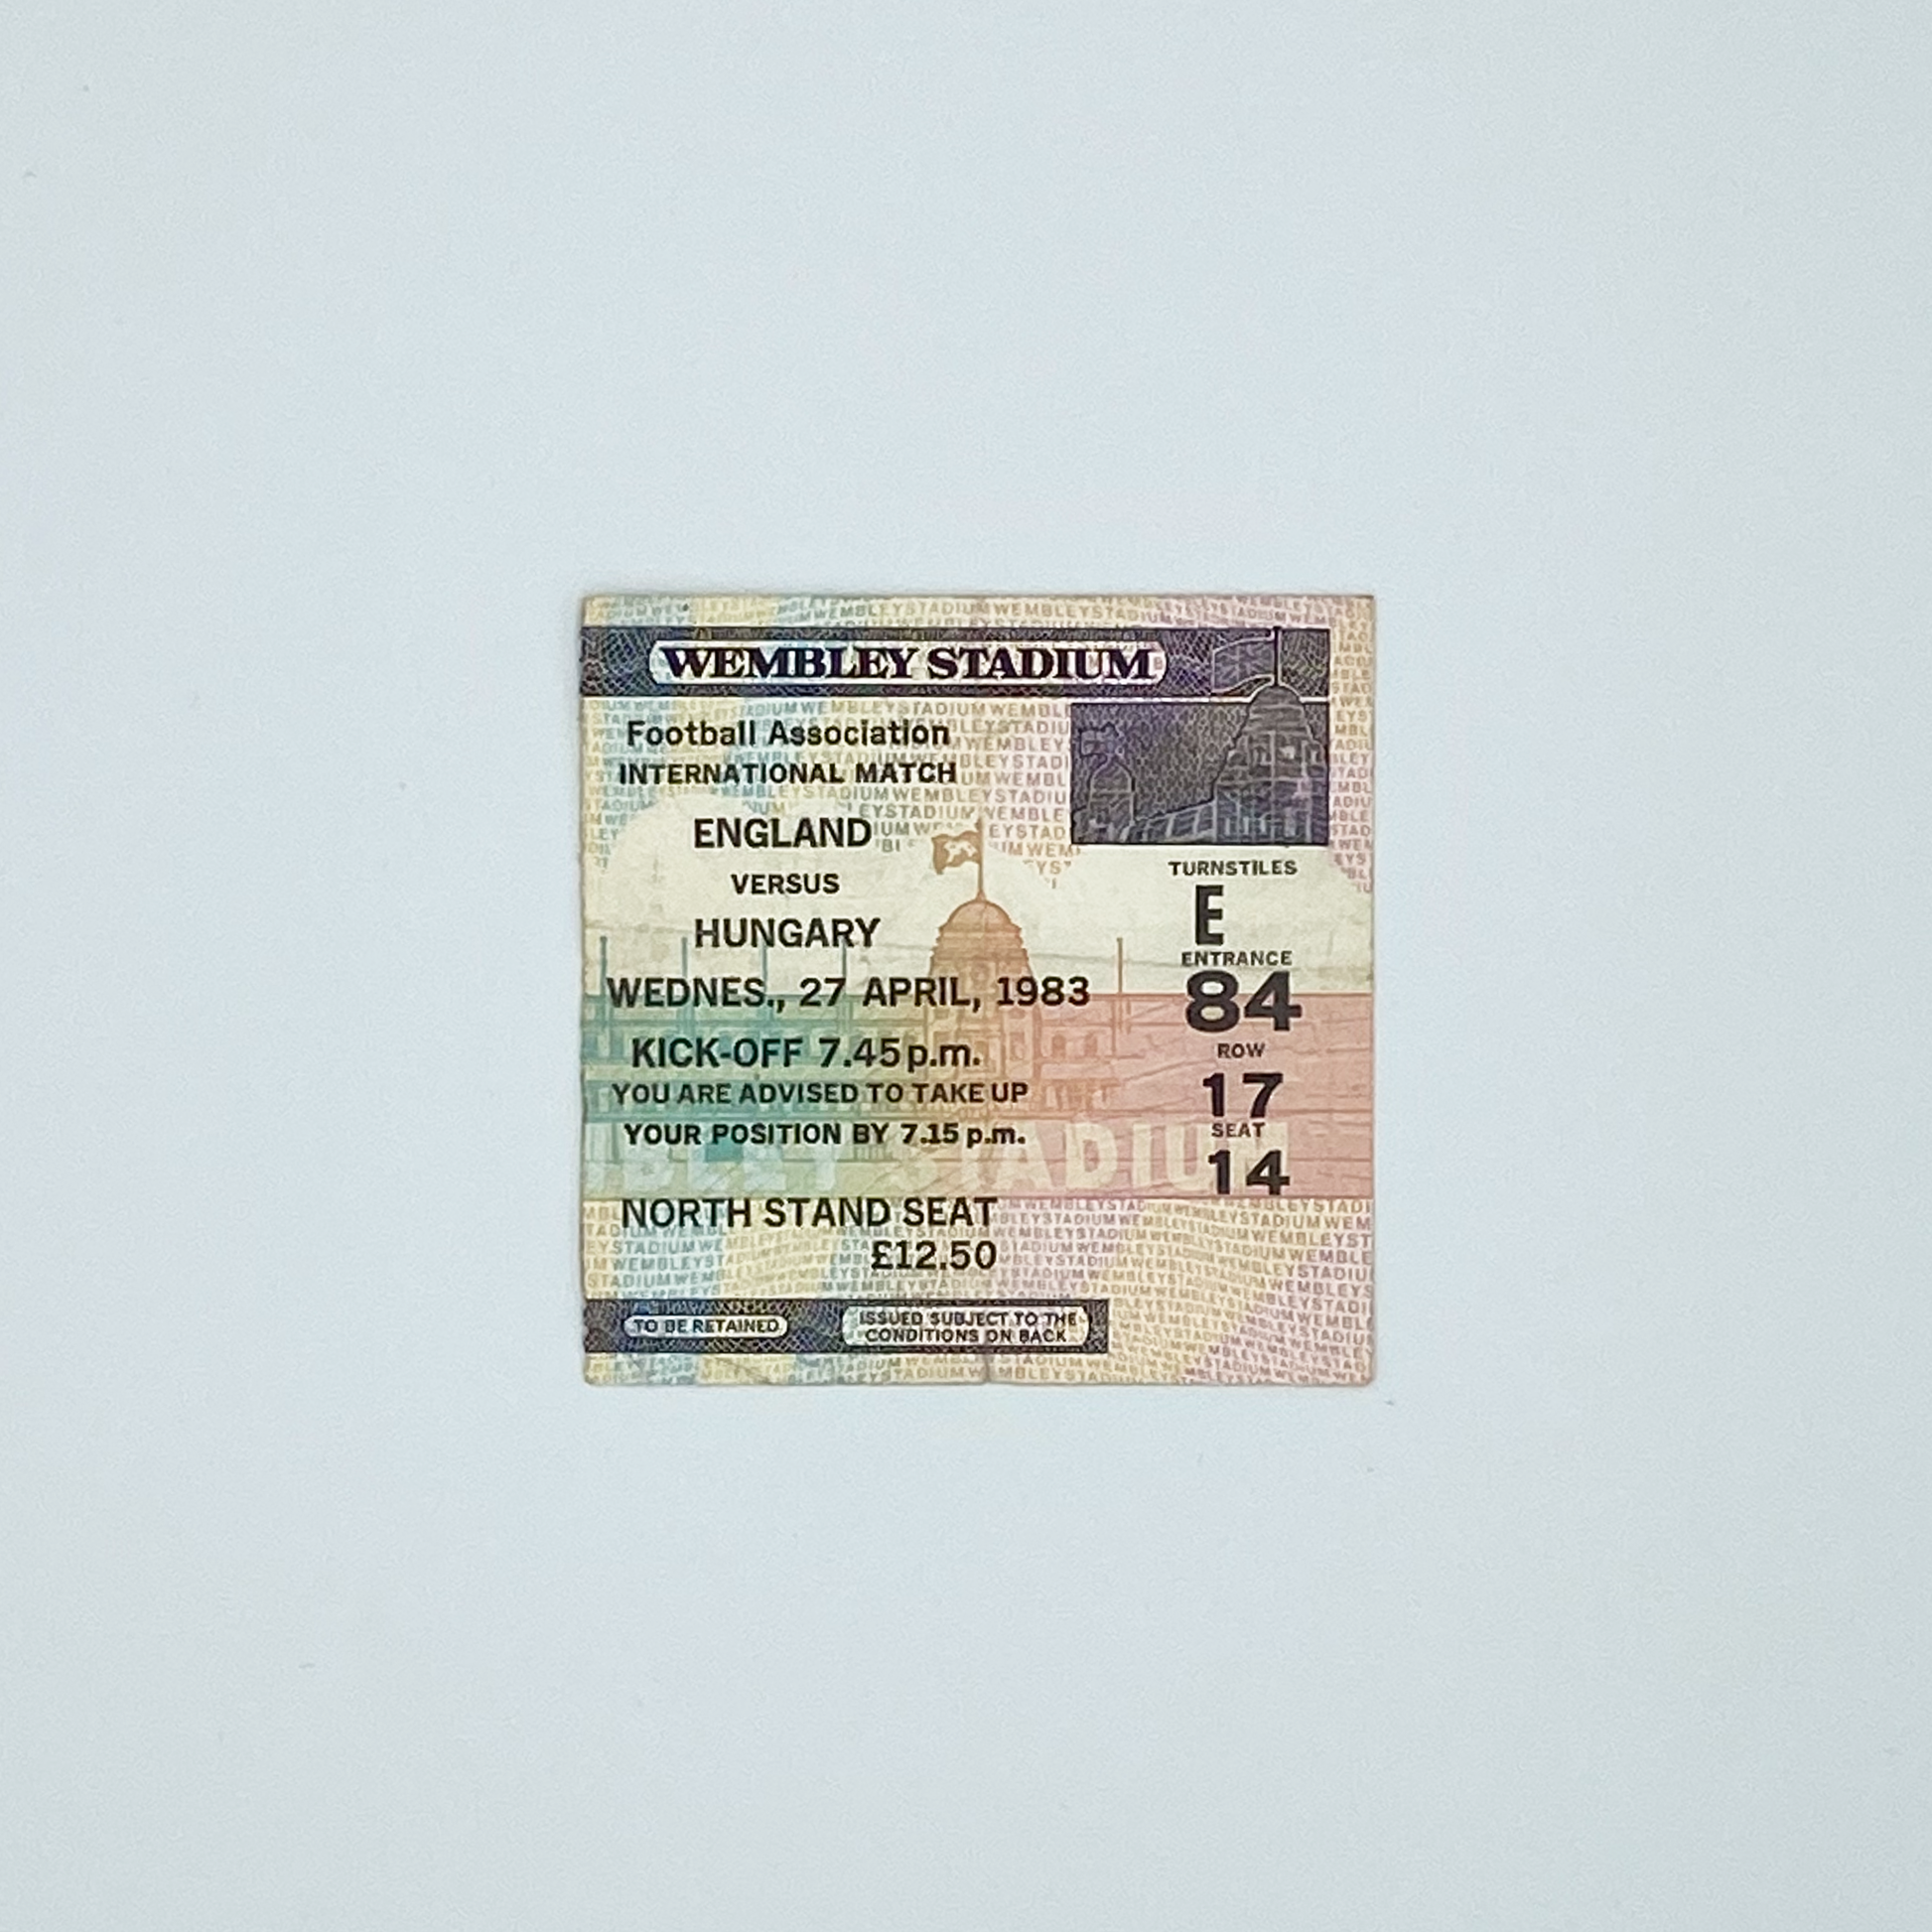 WEMBLEY STADIUM
Football Association
INTERNATIONAL MATCH
ENGLAND
VERSUS
HUNGARY
WEDNES., 27 APRIL, 1983
KICK-OFF 7.45 p.m.
YOU ARE ADVISED TO TAKE UP
YOUR POSITION BY 7.15 p.m.
NORTH STAND SEAT
£12.50
TO BE RETAINED
ISSUED SUBJECT TO THE
CONDITIONS ON BACK
TURNSTILES
E
ENTRANCE
84
ROW
17
SEAT
14